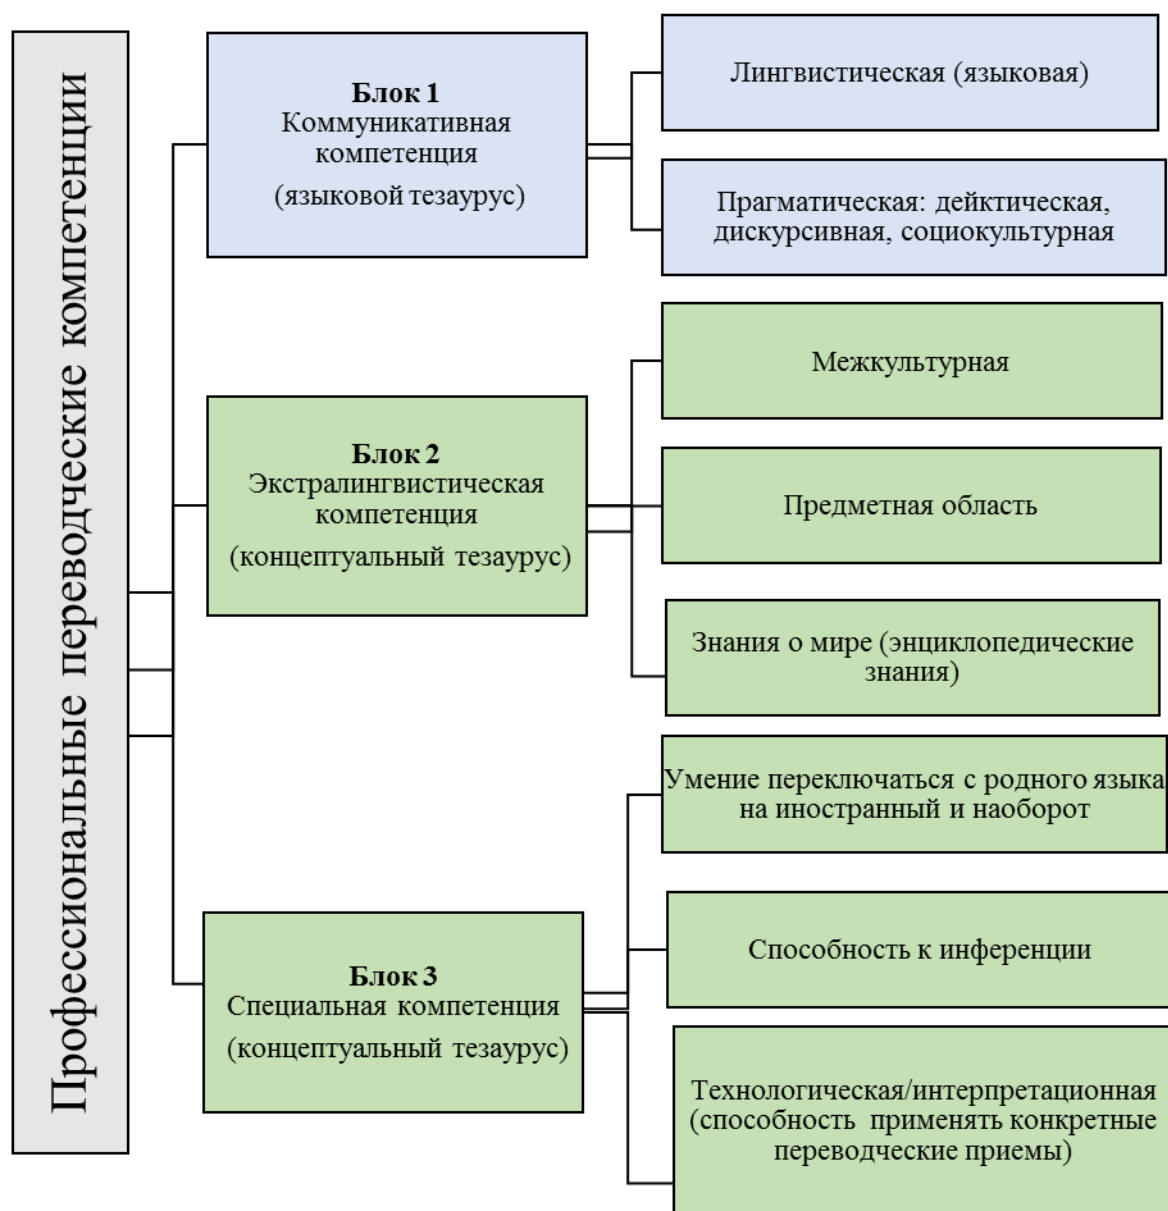 Профессиональные переводческие компетенции
Блок 1
Коммуникативная
компетенция
(языковой тезаурус)
Лингвистическая (языковая)
Прагматическая: дейктическая,
дискурсивная, социокультурная
Блок 2
Экстралингвистическая
компетенция
(концептуальный тезаурус)
Межкультурная
Предметная область
Знания о мире (энциклопедические
знания)
Блок 3
Специальная компетенция
(концептуальный тезаурус)
Умение переключаться с родного языка
на иностранный и наоборот
Способность к инференции
Технологическая/интерпретационная
(способность применять конкретные
переводческие приемы)